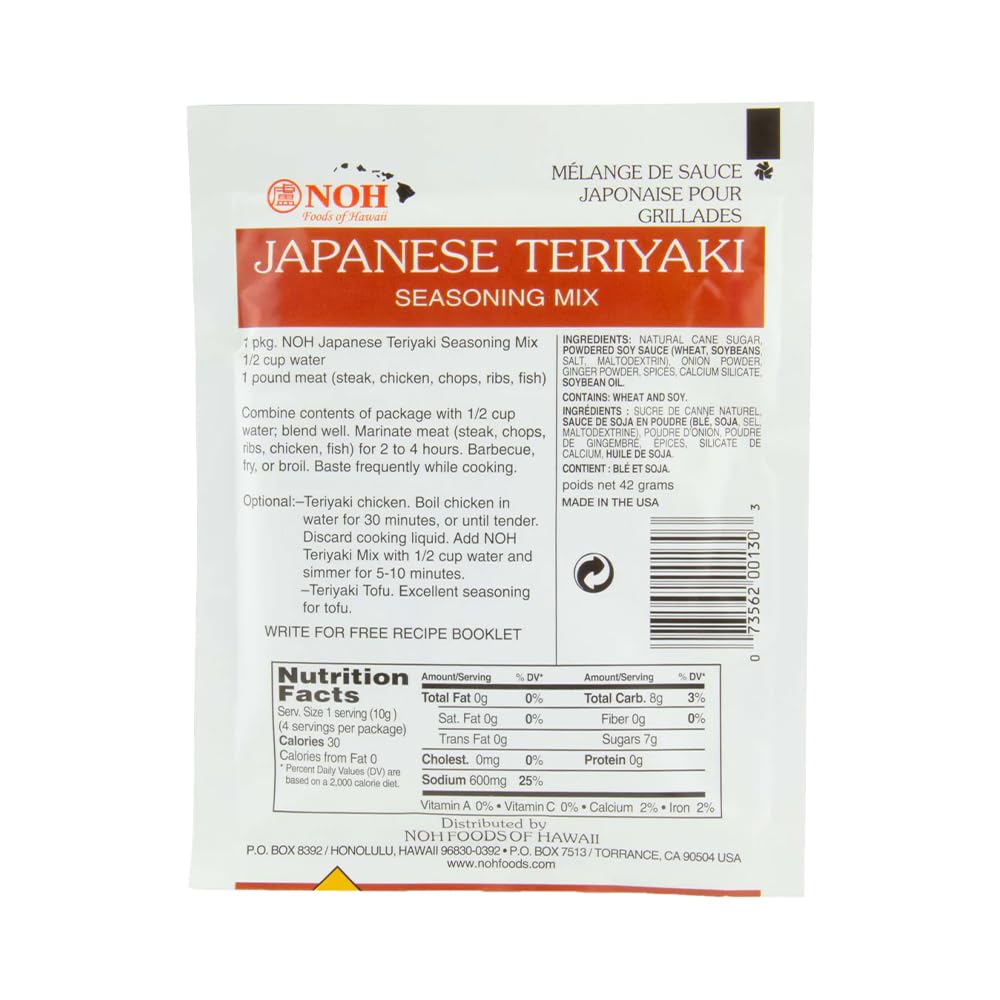 盧 NOH
Foods of Hawaii
MÉLANGE DE SAUCE
JAPONAISE POUR
GRILLADES
JAPANESE TERIYAKI
SEASONING MIX
1 pkg. NOH Japanese Teriyaki Seasoning Mix
1/2 cup water
1 pound meat (steak, chicken, chops, ribs, fish)
Combine contents of package with 1/2 cup
water; blend well. Marinate meat (steak, chops,
ribs, chicken, fish) for 2 to 4 hours. Barbecue,
fry, or broil. Baste frequently while cooking.
Optional:–Teriyaki chicken. Boil chicken in
water for 30 minutes, or until tender.
Discard cooking liquid. Add NOH
Teriyaki Mix with 1/2 cup water and
simmer for 5-10 minutes.
–Teriyaki Tofu. Excellent seasoning
for tofu.
WRITE FOR FREE RECIPE BOOKLET
INGREDIENTS: NATURAL CANE SUGAR,
POWDERED SOY SAUCE (WHEAT, SOYBEANS,
SALT, MALTODEXTRIN), ONION POWDER,
GINGER POWDER, SPICES, CALCIUM SILICATE,
SOYBEAN OIL.
CONTAINS: WHEAT AND SOY.
INGRÉDIENTS : SUCRE DE CANNE NATUREL,
SAUCE DE SOJA EN POUDRE (BLÉ, SOJA, SEL,
MALTODEXTRINE), POUDRE D'ONION, POUDRE
DE GINGEMBRE, ÉPICES, SILICATE DE
CALCIUM, HUILE DE SOJA.
CONTIENT : BLÉ ET SOJA.
poids net 42 grams
MADE IN THE USA
0 73562 00130 3
Nutrition
Facts
Serv. Size 1 serving (10g )
(4 servings per package)
Calories 30
Calories from Fat 0
* Percent Daily Values (DV) are
based on a 2,000 calorie diet.
Amount/Serving % DV* Amount/Serving % DV*
Total Fat 0g 0% Total Carb. 8g 3%
Sat. Fat 0g 0% Fiber 0g 0%
Trans Fat 0g Sugars 7g
Cholest. 0mg 0% Protein 0g
Sodium 600mg 25%
Vitamin A 0% • Vitamin C 0% • Calcium 2% • Iron 2%
Distributed by
NOH FOODS OF HAWAII
P.O. BOX 8392 / HONOLULU, HAWAII 96830-0392 • P.O. BOX 7513 / TORRANCE, CA 90504 USA
www.nohfoods.com